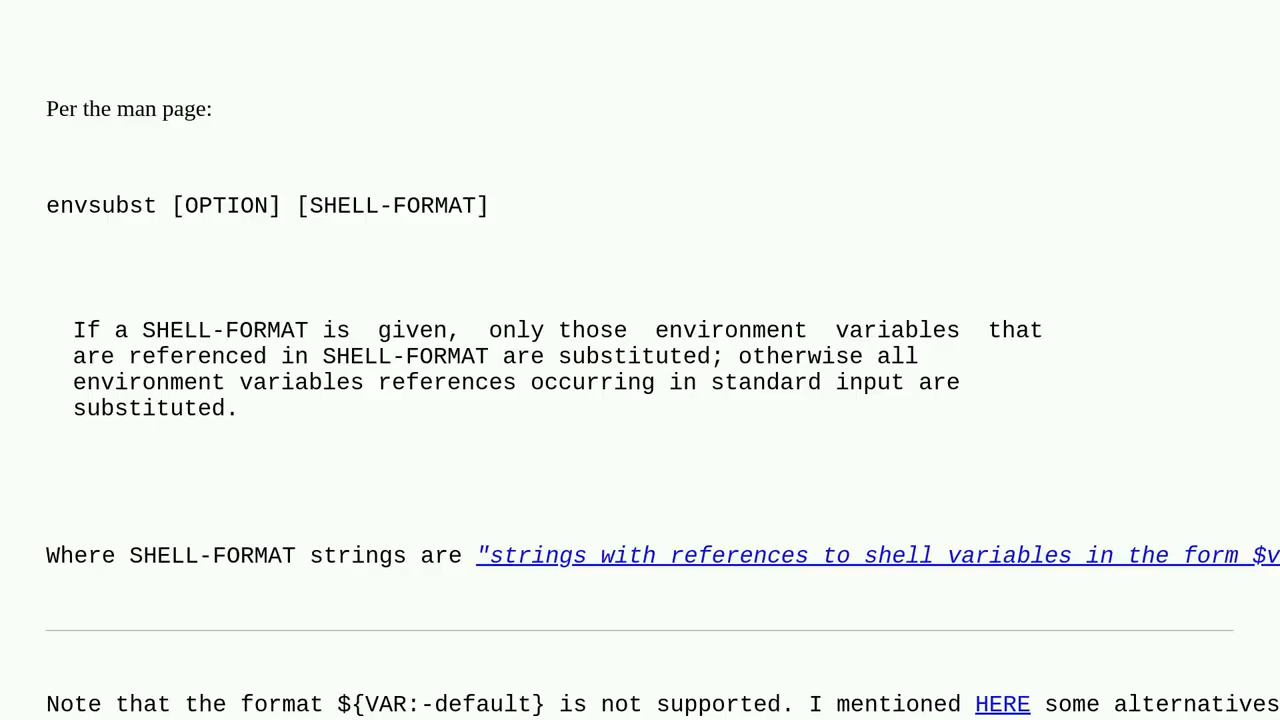 Per the man page:
envsubst [OPTION] [SHELL-FORMAT]
If a SHELL-FORMAT is  given,  only those  environment  variables  that
are referenced in SHELL-FORMAT are substituted; otherwise all
environment variables references occurring in standard input are
substituted.
Where SHELL-FORMAT strings are "strings with references to shell variables in the form $v
Note that the format ${VAR:-default} is not supported. I mentioned HERE some alternatives